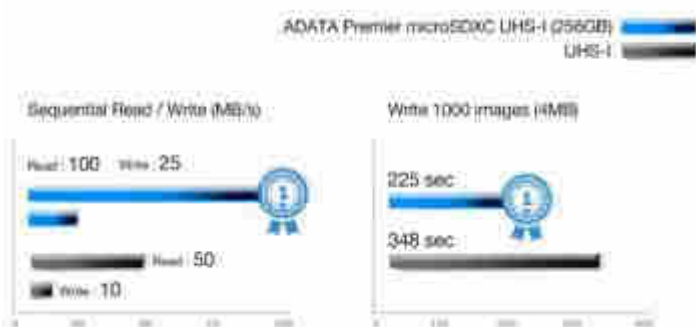 ADATA Premier microSDXC UHS-I (256GB)
UHS-I
Sequential Read / Write (MB/s)
Read : 100 Write : 25
Read : 50
Write : 10
Write 1000 images (4MB)
225 sec
1
348 sec